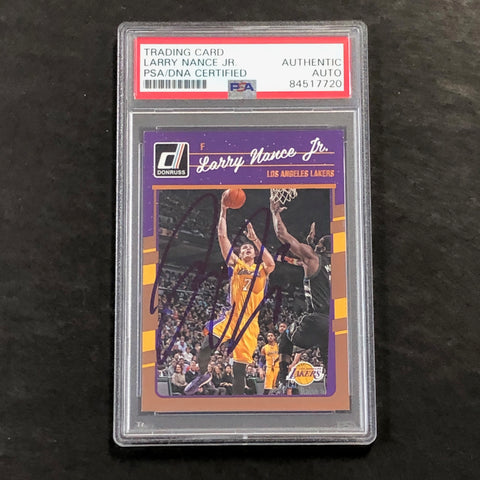 TRADING CARD
LARRY NANCE JR. AUTHENTIC
PSA/DNA CERTIFIED AUTO
84517720
PSA
DONRUSS
F
Larry Nance Jr.
LOS ANGELES LAKERS
7
LAKERS